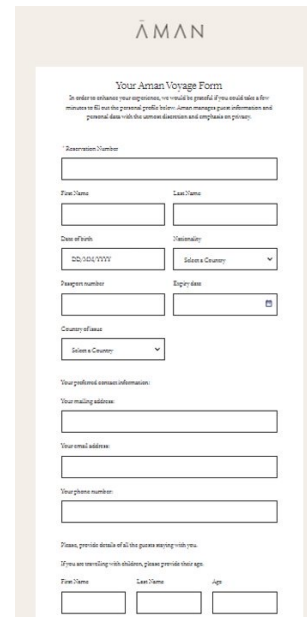 ĀMAN
Your Aman Voyage Form
In order to enhance your experience, we would be grateful if you could take a few
minutes to fill out the personal profile below. Aman manages guest information and
personal data with the utmost discretion and emphasis on privacy.
* Reservation Number
First Name Last Name
Date of birth Nationality
DD/MM/YYYY Select a Country
Passport number Expiry date
Country of issue
Select a Country
Your preferred contact information:
Your mailing address:
Your email address:
Your phone number:
Please, provide details of all the guests staying with you.
If you are travelling with children, please provide their age.
First Name Last Name Age